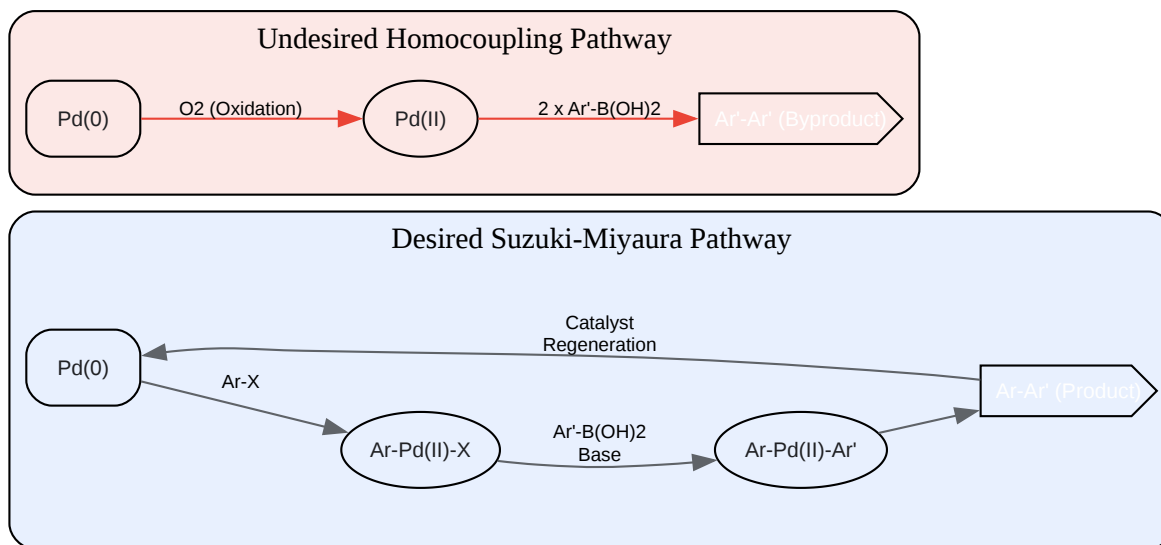 Undesired Homocoupling Pathway
Pd(0)
O2 (Oxidation)
Pd(II)
2 x Ar'-B(OH)2
Ar'-Ar' (Byproduct)
Desired Suzuki-Miyaura Pathway
Catalyst
Regeneration
Pd(0)
Ar-X
Ar-Pd(II)-X
Ar'-B(OH)2
Base
Ar-Pd(II)-Ar'
Ar-Ar' (Product)